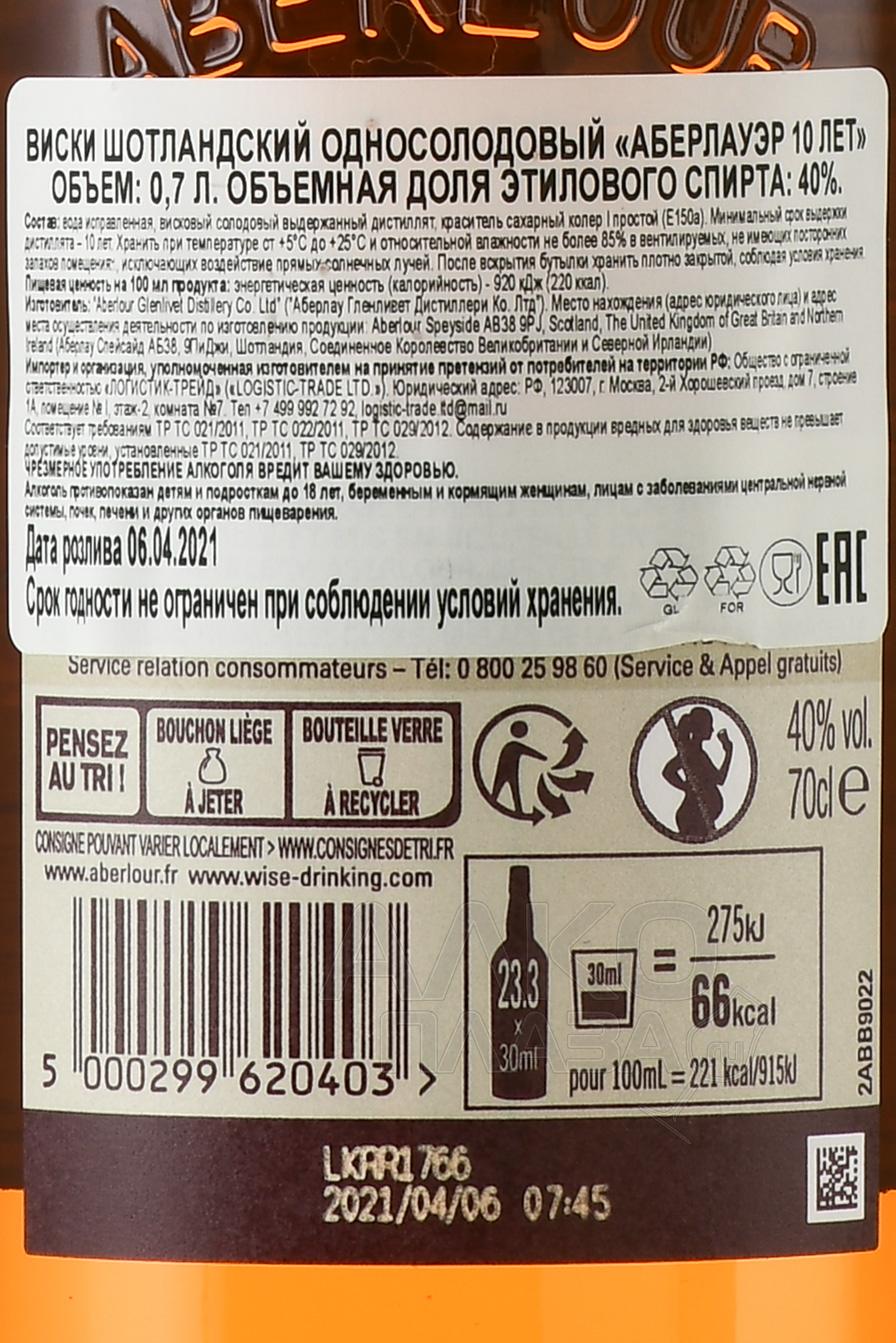 ABERLOUR
ВИСКИ ШОТЛАНДСКИЙ ОДНОСОЛОДОВЫЙ «АБЕРЛАУЭР 10 ЛЕТ»
ОБЪЕМ: 0,7 Л. ОБЪЕМНАЯ ДОЛЯ ЭТИЛОВОГО СПИРТА: 40%.
Состав: вода исправленная, висковый солодовый выдержанный дистиллят, краситель сахарный колер I простой (Е150а). Минимальный срок выдержки
дистиллята - 10 лет. Хранить при температуре от +5°С до +25°С и относительной влажности не более 85% в вентилируемых, не имеющих посторонних
запахов помещениях, исключающих воздействие прямых солнечных лучей. После вскрытия бутылки хранить плотно закрытой, соблюдая условия хранения.
Пищевая ценность на 100 мл продукта: энергетическая ценность (калорийность) - 920 кДж (220 ккал).
Изготовитель: "Aberlour Glenlivet Distillery Co. Ltd" ("Аберлау Гленливет Дистиллери Ко. Лтд"). Место нахождения (адрес юридического лица) и адрес
места осуществления деятельности по изготовлению продукции: Aberlour Speyside AB38 9PJ, Scotland, The United Kingdom of Great Britain and Northern
Ireland (Аберлау Спейсайд АБ38, 9ПиДжи, Шотландия, Соединенное Королевство Великобритании и Северной Ирландии)
Импортер и организация, уполномоченная изготовителем на принятие претензий от потребителей на территории РФ: Общество с ограниченной
ответственностью «ЛОГИСТИК-ТРЕЙД» («LOGISTIC-TRADE LTD.»). Юридический адрес: РФ, 123007, г. Москва, 2-й Хорошевский проезд, дом 7, строение
1А, помещение № I, этаж-2, комната №7. Тел +7 499 992 72 92, logistic-trade.ltd@mail.ru
Соответствует требованиям ТР ТС 021/2011, ТР ТС 022/2011, ТР ТС 029/2012. Содержание в продукции вредных для здоровья веществ не превышает
допустимые уровни, установленные ТР ТС 021/2011, ТР ТС 029/2012.
ЧРЕЗМЕРНОЕ УПОТРЕБЛЕНИЕ АЛКОГОЛЯ ВРЕДИТ ВАШЕМУ ЗДОРОВЬЮ.
Алкоголь противопоказан детям и подросткам до 18 лет, беременным и кормящим женщинам, лицам с заболеваниями центральной нервной
системы, почек, печени и других органов пищеварения.
Дата розлива 06.04.2021
Срок годности не ограничен при соблюдении условий хранения.
GL FOR EAC
Service relation consommateurs – Tél: 0 800 25 98 60 (Service & Appel gratuits)
PENSEZ
AU TRI !
BOUCHON LIÈGE
À JETER
BOUTEILLE VERRE
À RECYCLER
40% vol.
70cl e
CONSIGNE POUVANT VARIER LOCALEMENT > WWW.CONSIGNESDETRI.FR
www.aberlour.fr www.wise-drinking.com
23.3
x
30ml
30ml
=
275kJ
66kcal
pour 100mL = 221 kcal/915kJ
2ABB9022
5 000299 620403 >
АЛКО
ПЛАЗА.ru
LKRR1766
2021/04/06 07:45